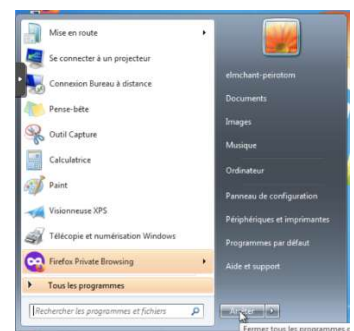 Mise en route
Se connecter à un projecteur
Connexion Bureau à distance
Pense-bête
Outil Capture
Calculatrice
Paint
Visionneuse XPS
Télécopie et numérisation Windows
Firefox Private Browsing
Tous les programmes
Rechercher les programmes et fichiers
elmchant-peirotom
Documents
Images
Musique
Ordinateur
Panneau de configuration
Périphériques et imprimantes
Programmes par défaut
Aide et support
Fermer tous les programmes